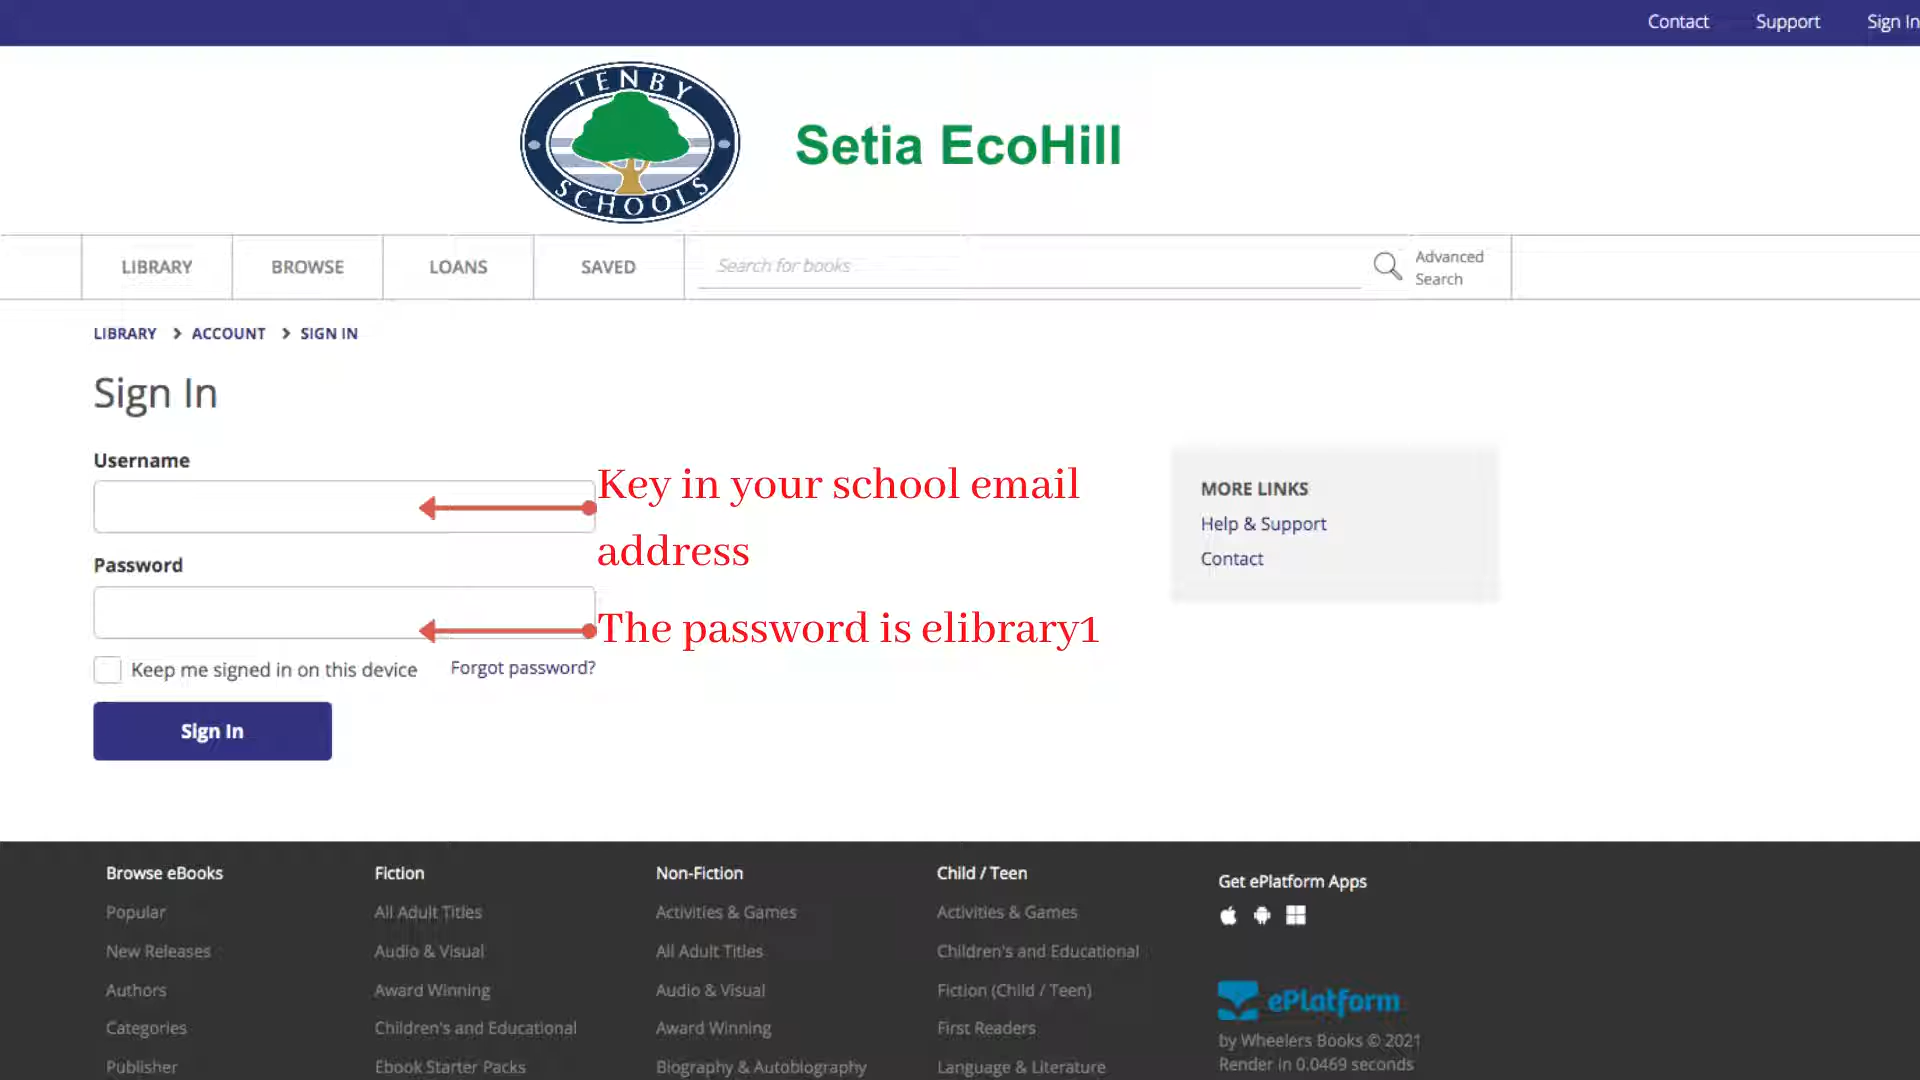 Contact Support Sign In
TENBY
SCHOOLS
Setia EcoHill
LIBRARY BROWSE LOANS SAVED Search for books Advanced
Search
LIBRARY > ACCOUNT > SIGN IN
Sign In
Username
Key in your school email
address
Password
The password is elibrary1
Keep me signed in on this device Forgot password?
Sign In
MORE LINKS
Help & Support
Contact
Browse eBooks
Popular
New Releases
Authors
Categories
Publisher
Fiction
All Adult Titles
Audio & Visual
Award Winning
Children's and Educational
Ebook Starter Packs
Non-Fiction
Activities & Games
All Adult Titles
Audio & Visual
Award Winning
Biography & Autobiography
Child / Teen
Activities & Games
Children's and Educational
Fiction (Child / Teen)
First Readers
Language & Literature
Get ePlatform Apps
ePlatform
by Wheelers Books © 2021
Render in 0.0469 seconds